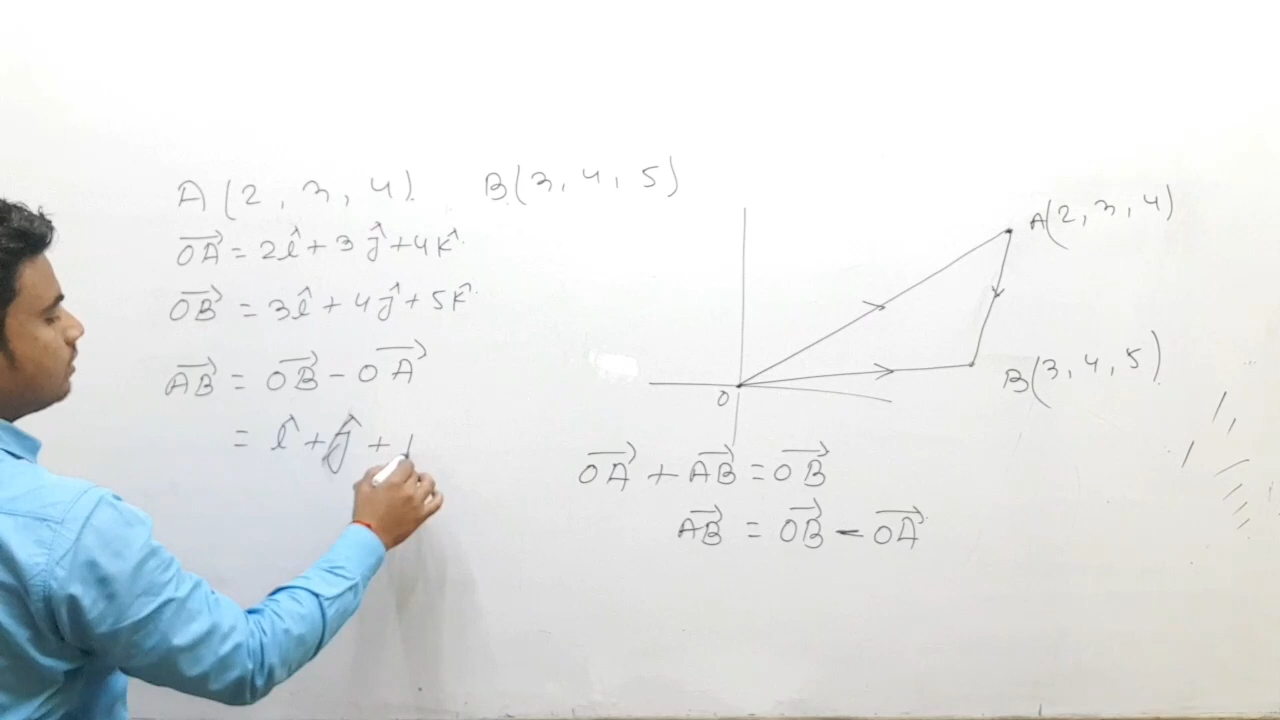 A(2, 3, 4) B(3, 4, 5)
→OA = 2î + 3ĵ + 4k̂
→OB = 3î + 4ĵ + 5k̂
→AB = →OB - →OA
= î + ĵ +
A(2, 3, 4)
B(3, 4, 5)
O
→OA + →AB = →OB
→AB = →OB - →OA